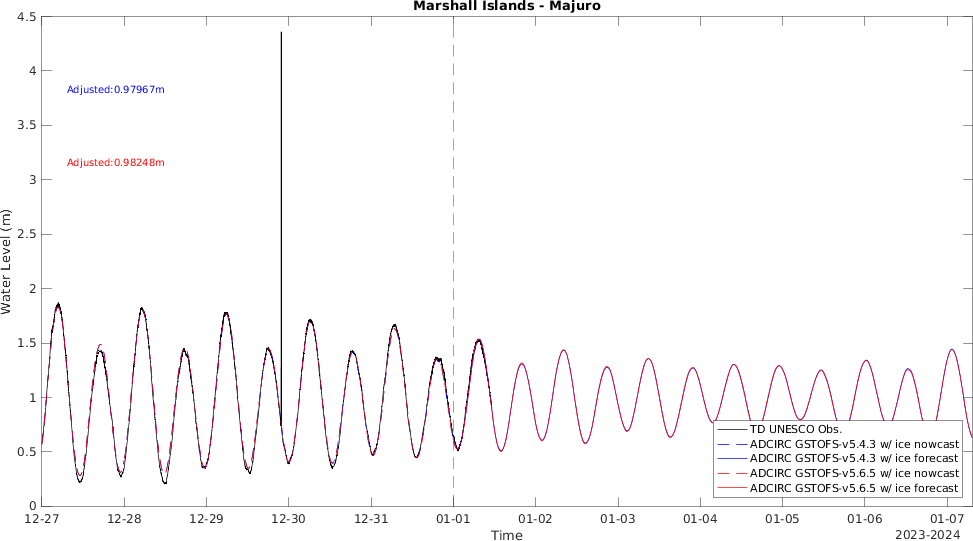 Marshall Islands - Majuro
4.5
4
3.5
3
2.5
2
1.5
1
0.5
0
Water Level (m)
Adjusted:0.97967m
Adjusted:0.98248m
TD UNESCO Obs.
ADCIRC GSTOFS-v5.4.3 w/ ice nowcast
ADCIRC GSTOFS-v5.4.3 w/ ice forecast
ADCIRC GSTOFS-v5.6.5 w/ ice nowcast
ADCIRC GSTOFS-v5.6.5 w/ ice forecast
12-27 12-28 12-29 12-30 12-31 01-01 01-02 01-03 01-04 01-05 01-06 01-07
Time
2023-2024